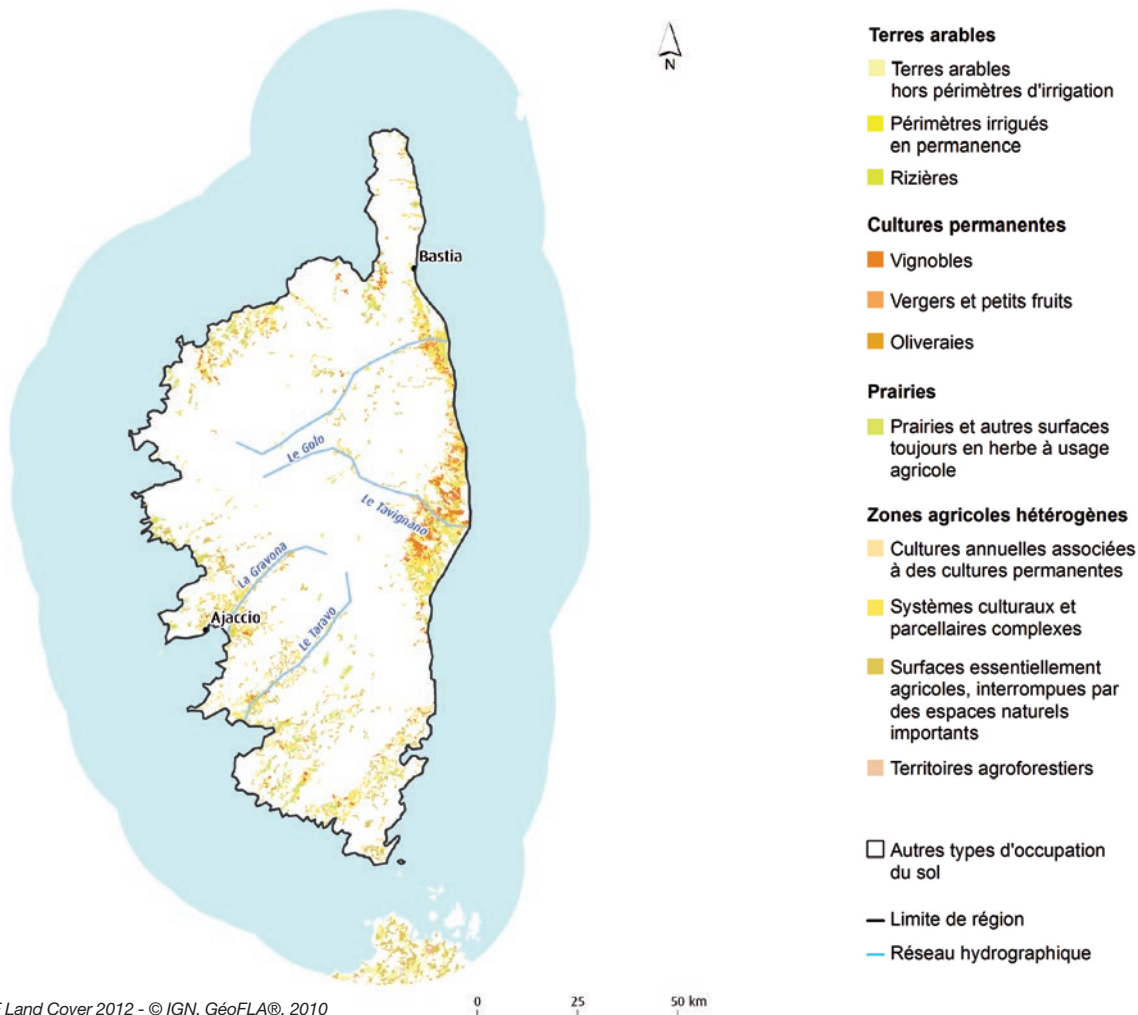 N
Bastia
Le Golo
Le Tavignano
La Gravona
Ajaccio
Le Taravo
Terres arables
Terres arables
hors périmètres d'irrigation
Périmètres irrigués
en permanence
Rizières
Cultures permanentes
Vignobles
Vergers et petits fruits
Oliveraies
Prairies
Prairies et autres surfaces
toujours en herbe à usage
agricole
Zones agricoles hétérogènes
Cultures annuelles associées
à des cultures permanentes
Systèmes culturaux et
parcellaires complexes
Surfaces essentiellement
agricoles, interrompues par
des espaces naturels
importants
Territoires agroforestiers
Autres types d'occupation
du sol
Limite de région
Réseau hydrographique
0 25 50 km
Land Cover 2012 - © IGN, GéoFLA®, 2010